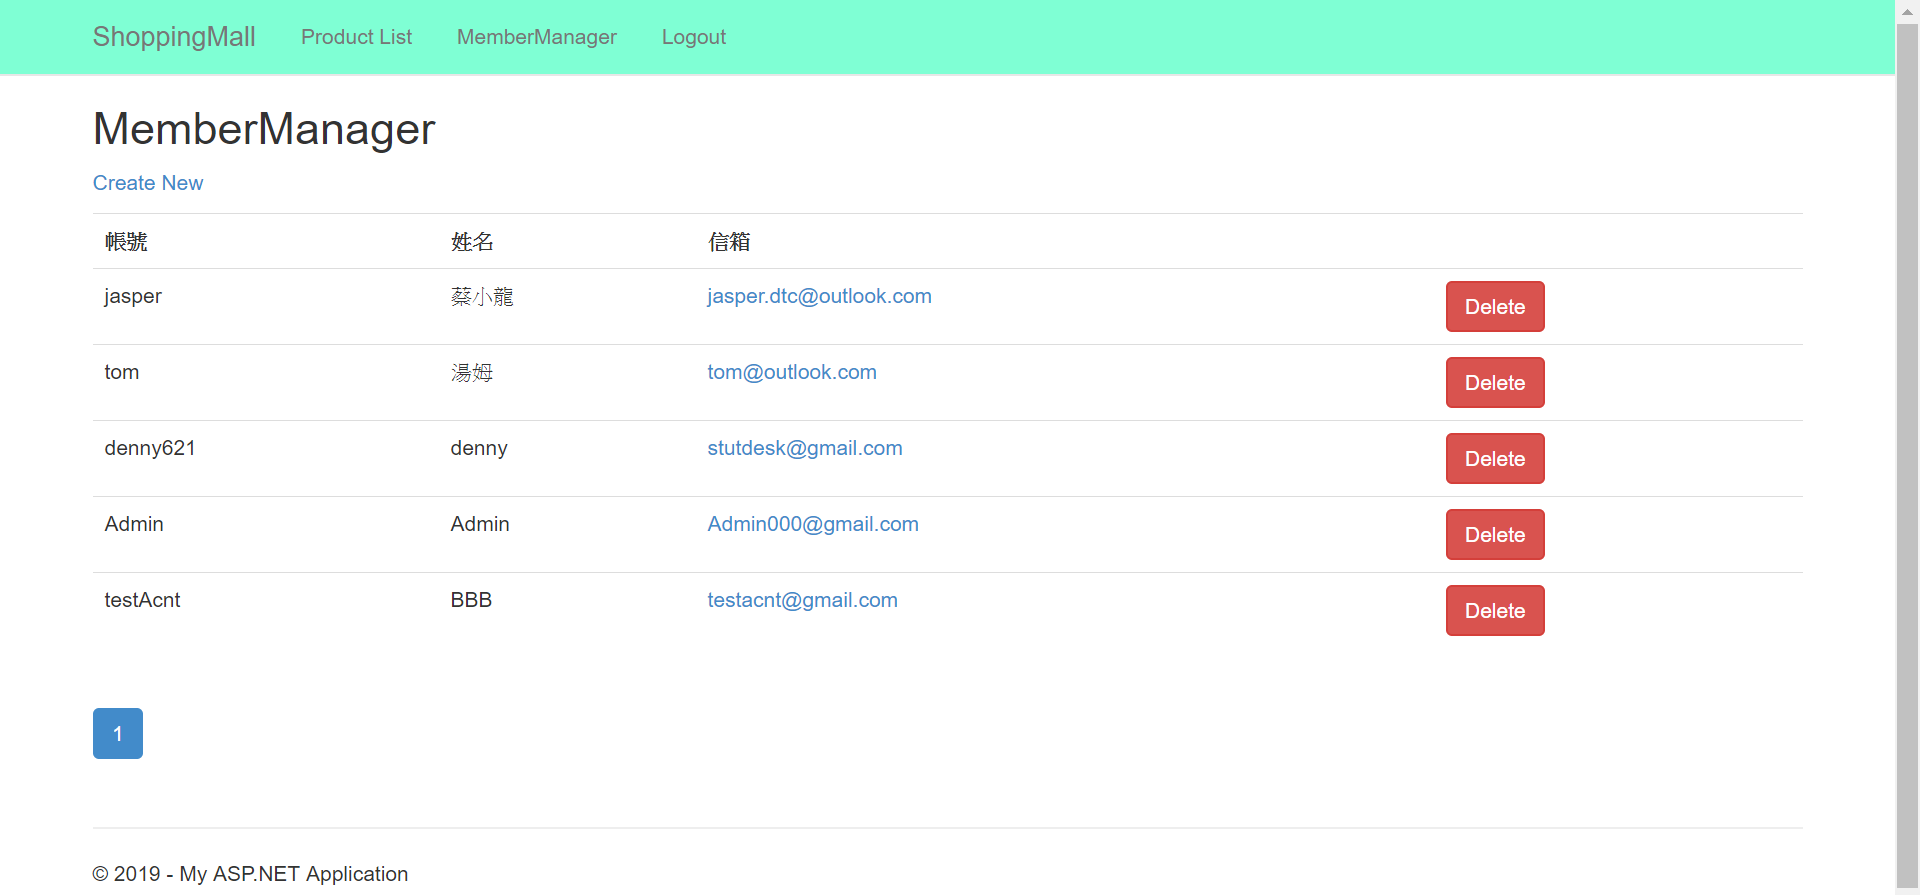 ShoppingMall Product List MemberManager Logout
MemberManager
Create New
帳號 姓名 信箱
jasper 蔡小龍 jasper.dtc@outlook.com Delete
tom 湯姆 tom@outlook.com Delete
denny621 denny stutdesk@gmail.com Delete
Admin Admin Admin000@gmail.com Delete
testAcnt BBB testacnt@gmail.com Delete
1
© 2019 - My ASP.NET Application